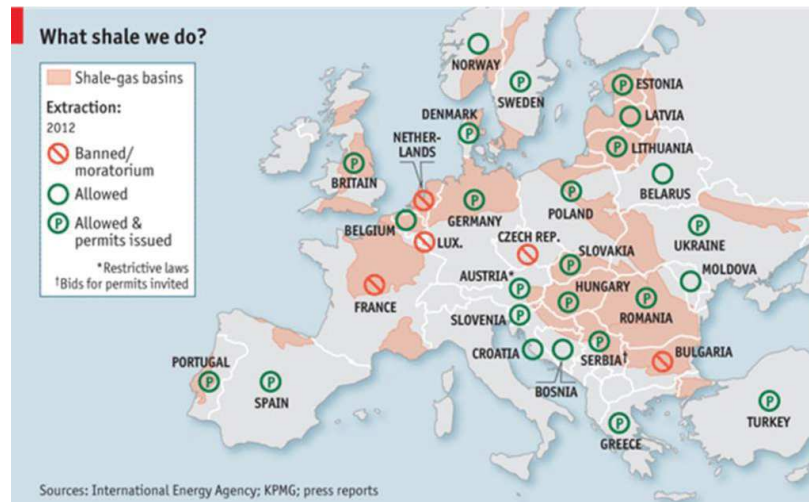 What shale we do?
Shale-gas basins
Extraction:
2012
Banned/
moratorium
Allowed
P Allowed &
permits issued
*Restrictive laws
†Bids for permits invited
NORWAY
P
SWEDEN
P
ESTONIA
LATVIA
P
LITHUANIA
DENMARK
P
NETHER-
LANDS
P
BRITAIN
BELARUS
P
GERMANY
P
POLAND
BELGIUM
LUX.
CZECH REP.
P
UKRAINE
SLOVAKIA
P
MOLDOVA
AUSTRIA*
P
HUNGARY
P
P
ROMANIA
FRANCE
SLOVENIA
P
CROATIA
BOSNIA
P
SERBIA†
BULGARIA
PORTUGAL
P
P
SPAIN
P
GREECE
P
TURKEY
Sources: International Energy Agency; KPMG; press reports